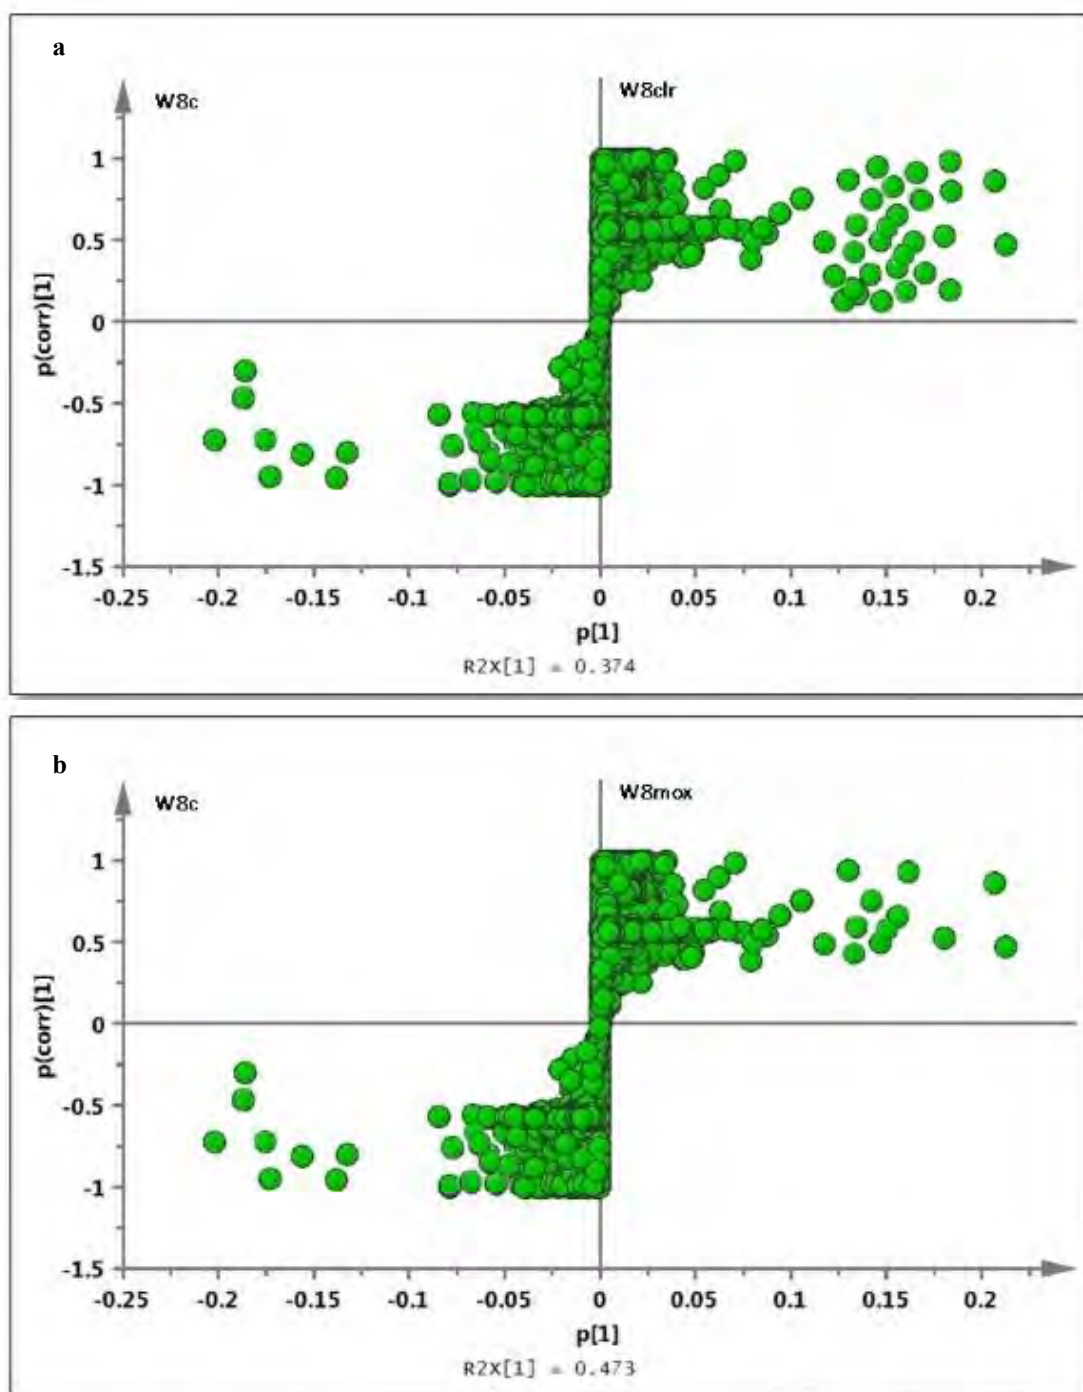 a
W8c
W8clr
1
0.5
0
-0.5
-1
-1.5
p(corr)[1]
-0.25 -0.2 -0.15 -0.1 -0.05 0 0.05 0.1 0.15 0.2
p[1]
R2X[1] = 0.374
b
W8c
W8mox
1
0.5
0
-0.5
-1
-1.5
p(corr)[1]
-0.25 -0.2 -0.15 -0.1 -0.05 0 0.05 0.1 0.15 0.2
p[1]
R2X[1] = 0.473